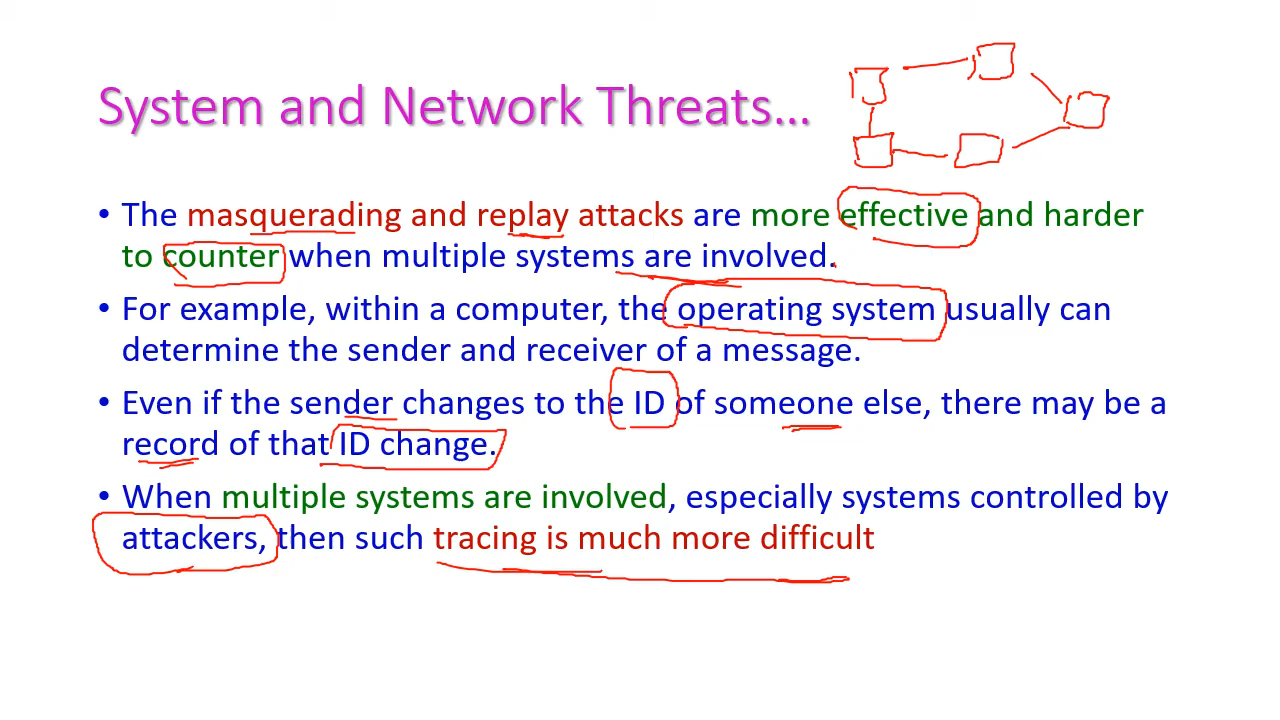 System and Network Threats...
• The masquerading and replay attacks are more effective and harder
to counter when multiple systems are involved.
• For example, within a computer, the operating system usually can
determine the sender and receiver of a message.
• Even if the sender changes to the ID of someone else, there may be a
record of that ID change.
• When multiple systems are involved, especially systems controlled by
attackers, then such tracing is much more difficult